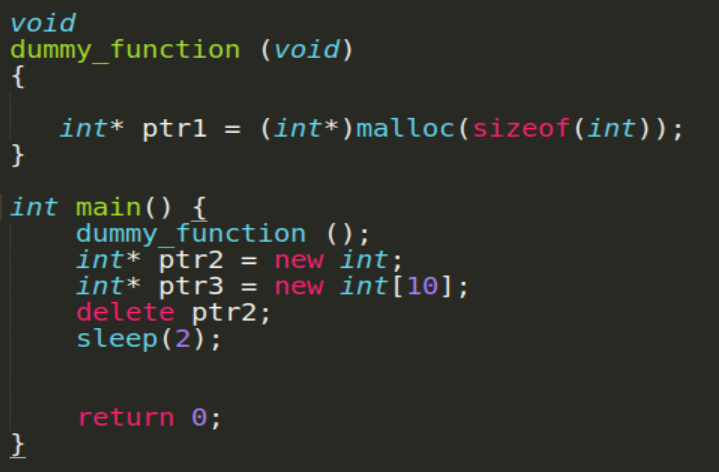 void
dummy_function (void)
{
int* ptr1 = (int*)malloc(sizeof(int));
}
int main() {
dummy_function ();
int* ptr2 = new int;
int* ptr3 = new int[10];
delete ptr2;
sleep(2);
return 0;
}